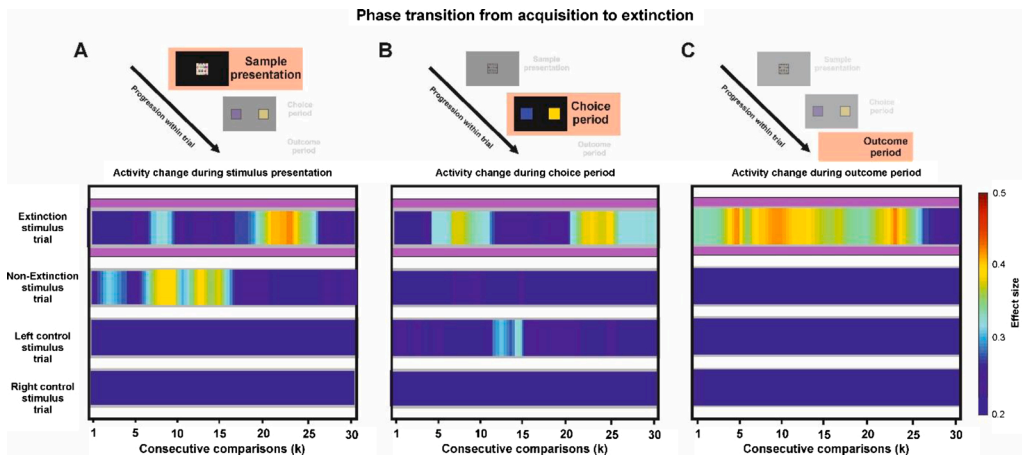 Phase transition from acquisition to extinction
A
Sample
presentation
Choice
period
Outcome
period
Progression within trial
B
Sample
presentation
Choice
period
Outcome
period
Progression within trial
C
Sample
presentation
Choice
period
Outcome
period
Progression within trial
Activity change during stimulus presentation
Activity change during choice period
Activity change during outcome period
Extinction
stimulus
trial
Non-Extinction
stimulus
trial
Left control
stimulus
trial
Right control
stimulus
trial
1 5 10 15 20 25 30
Consecutive comparisons (k)
1 5 10 15 20 25 30
Consecutive comparisons (k)
1 5 10 15 20 25 30
Consecutive comparisons (k)
0.5
0.4
0.3
0.2
Effect size